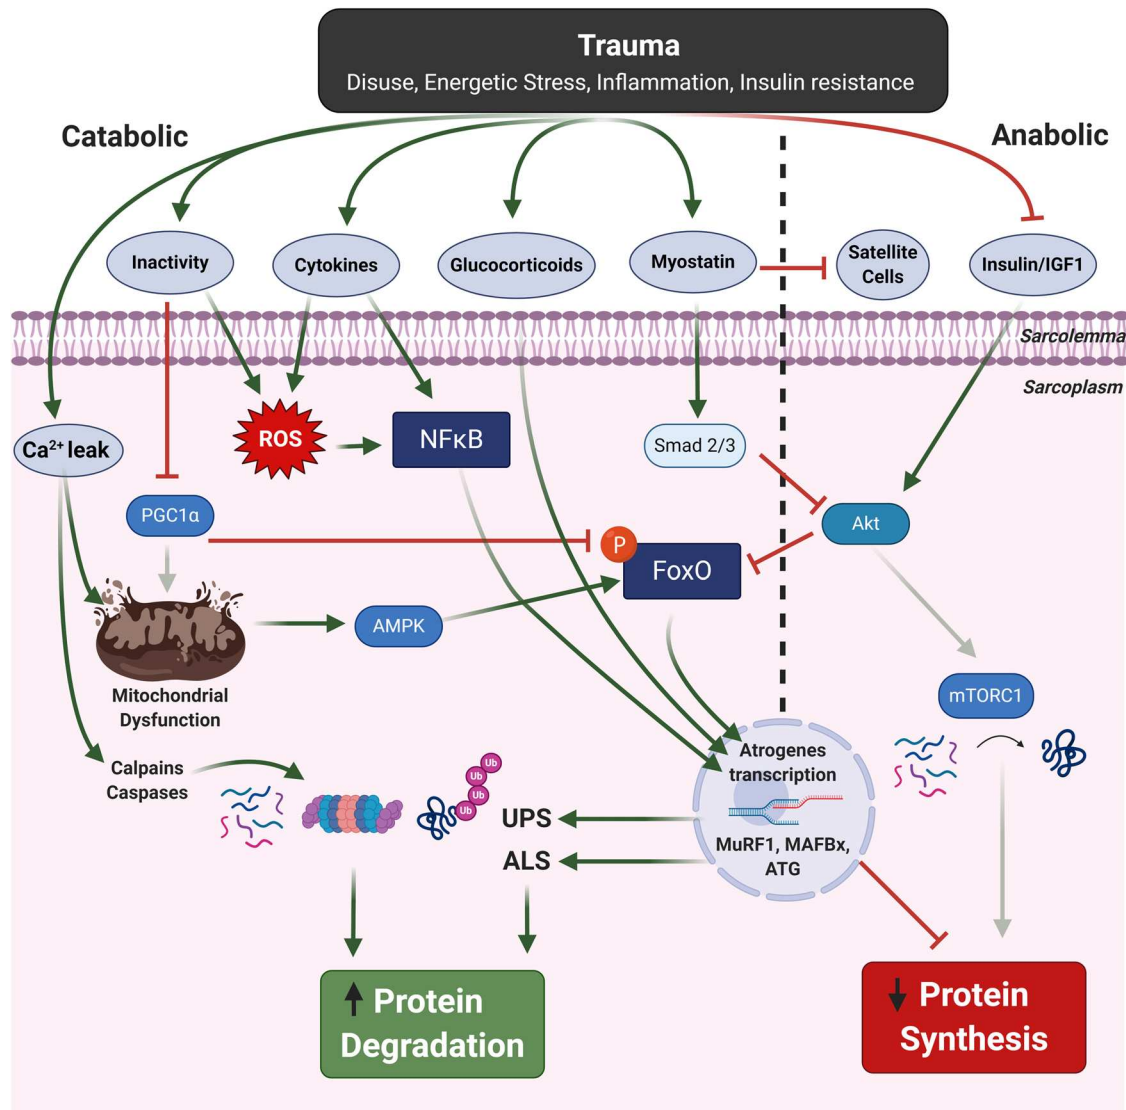 Trauma
Disuse, Energetic Stress, Inflammation, Insulin resistance
Catabolic
Anabolic
Inactivity
Cytokines
Glucocorticoids
Myostatin
Satellite
Cells
Insulin/IGF1
Sarcolemma
Sarcoplasm
Ca²⁺ leak
ROS
NFκB
Smad 2/3
PGC1α
P
FoxO
Akt
AMPK
Mitochondrial
Dysfunction
mTORC1
Calpains
Caspases
Ub
Ub
Ub
Ub
UPS
ALS
Atrogenes
transcription
MuRF1, MAFBx,
ATG
Protein
Degradation
Protein
Synthesis